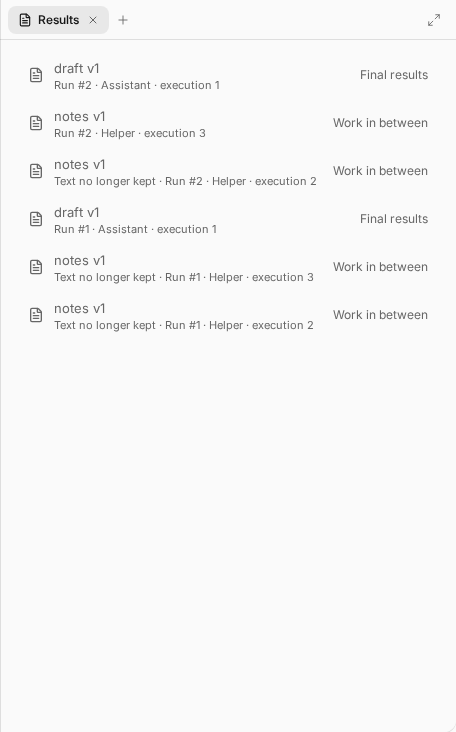 Results
draft v1
Run #2 · Assistant · execution 1
Final results
notes v1
Run #2 · Helper · execution 3
Work in between
notes v1
Text no longer kept · Run #2 · Helper · execution 2
Work in between
draft v1
Run #1 · Assistant · execution 1
Final results
notes v1
Text no longer kept · Run #1 · Helper · execution 3
Work in between
notes v1
Text no longer kept · Run #1 · Helper · execution 2
Work in between